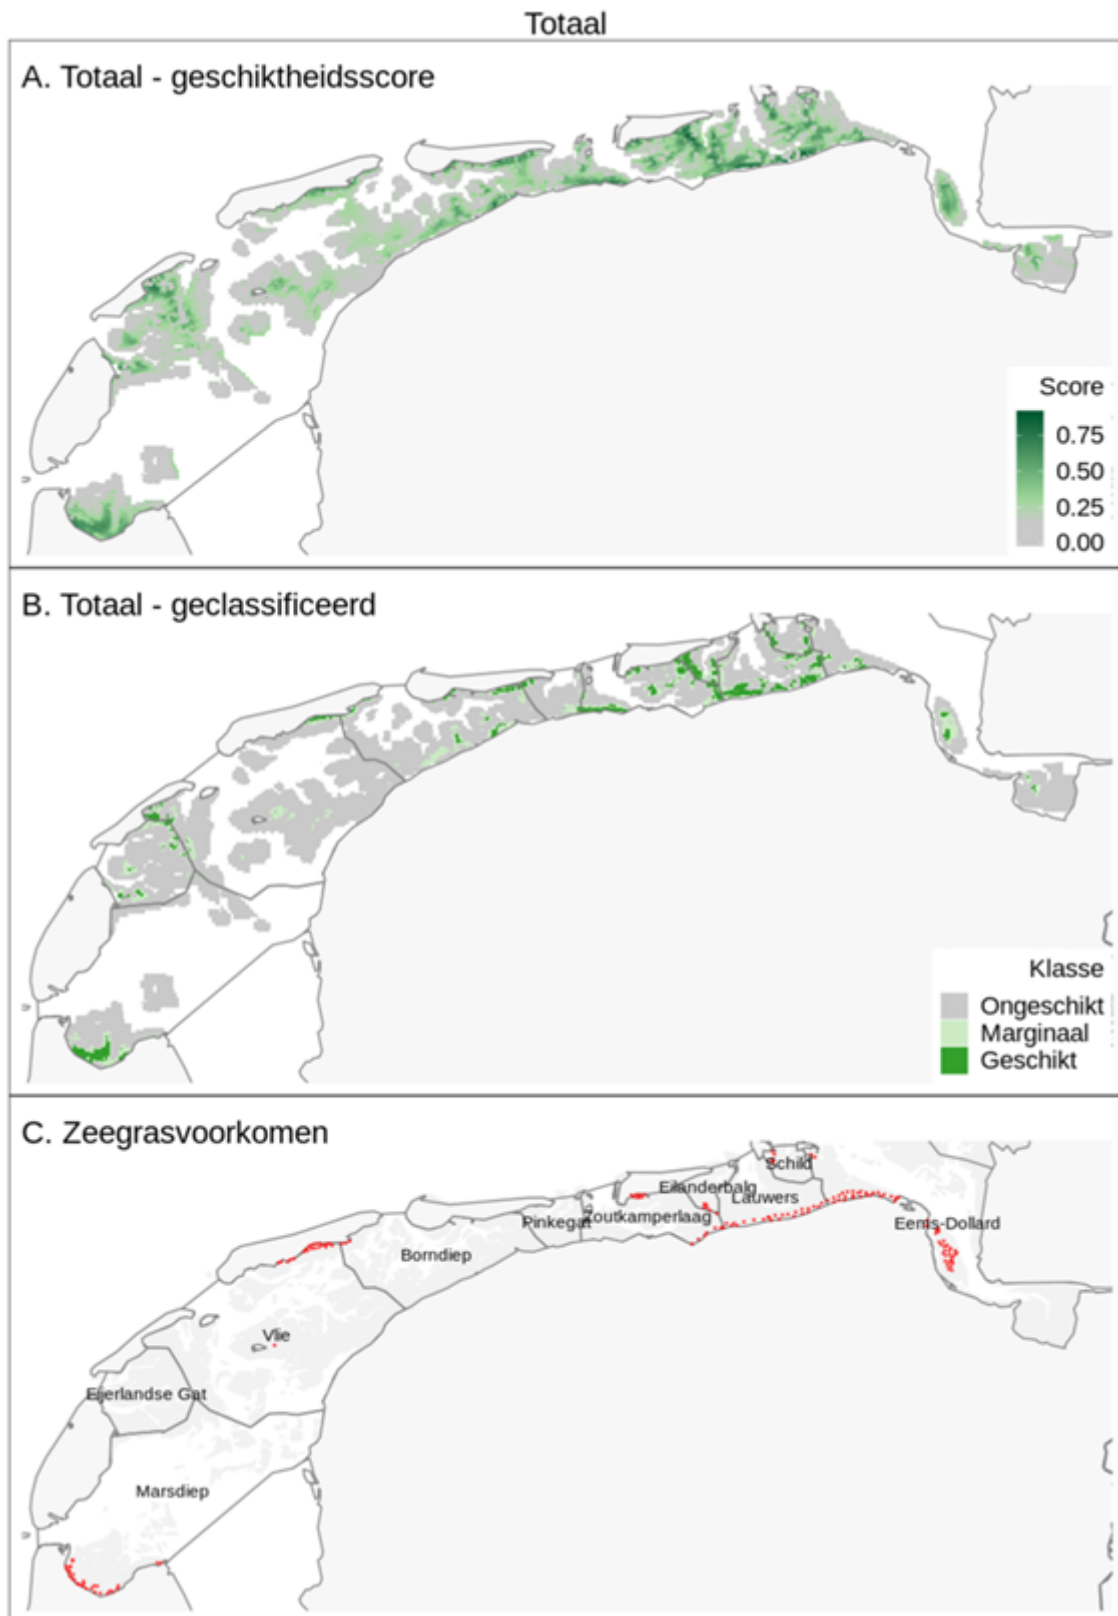 Totaal
A. Totaal - geschiktheidsscore
Score
0.75
0.50
0.25
0.00
B. Totaal - geclassificeerd
Klasse
Ongeschikt
Marginaal
Geschikt
C. Zeegrasvoorkomen
Schild
Eilanderbalg
Lauwers
Pinkegat
Zoutkamperlaag
Eems-Dollard
Borndiep
Vlie
Eijerlandse Gat
Marsdiep